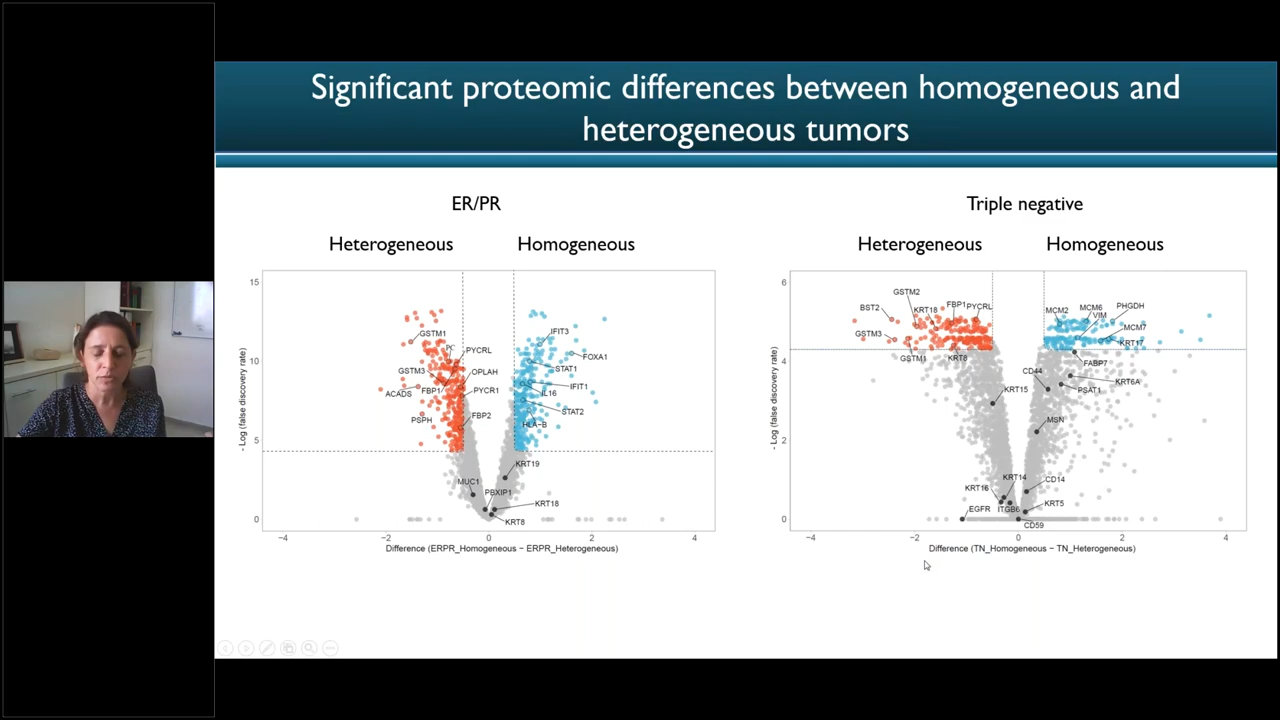 Significant proteomic differences between homogeneous and
heterogeneous tumors
ER/PR
Heterogeneous
Homogeneous
15
10
5
0
- Log (false discovery rate)
GSTM1
PC
PYCRL
GSTM3
OPLAH
ACADS
FBP1
PYCR1
PSPH
FBP2
IFIT3
FOXA1
STAT1
IFIT1
IL16
STAT2
HLA-B
KRT19
MUC1
PBXIP1
KRT18
KRT8
−4
−2
0
2
4
Difference (ERPR_Homogeneous − ERPR_Heterogeneous)
Triple negative
Heterogeneous
Homogeneous
6
4
2
0
- Log (false discovery rate)
GSTM2
BST2
KRT18
FBP1
PYCRL
GSTM3
GSTM1
KRT8
MCM2
MCM6
PHGDH
VIM
MCM7
KRT17
FABP7
CD44
KRT6A
PSAT1
KRT15
MSN
KRT14
CD14
KRT16
ITGB6
KRT5
EGFR
CD59
−4
−2
0
2
4
Difference (TN_Homogeneous − TN_Heterogeneous)